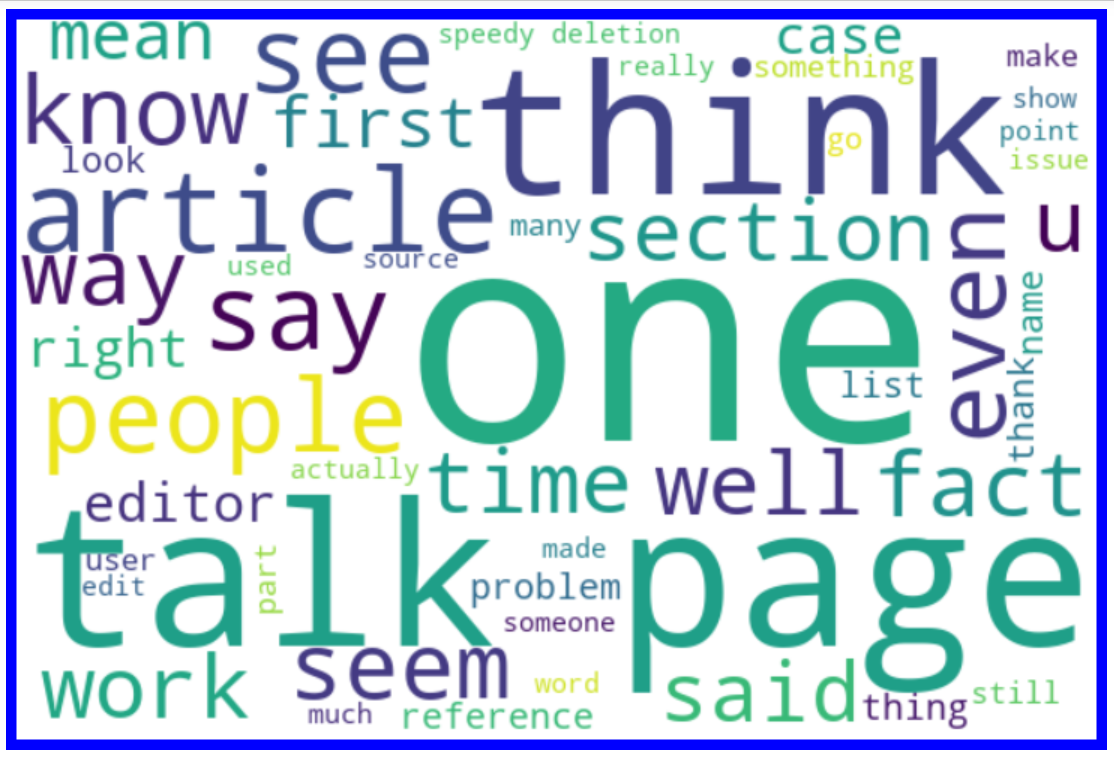 mean
see
speedy deletion
case
really
something
make
know
first
think
go
show
point
issue
look
article
many
section
even
u
way
used
source
say
one
name
right
list
thank
people
actually
time
well
fact
editor
talk page
user
edit
part
made
problem
someone
work
seem
word
said
thing
still
much
reference